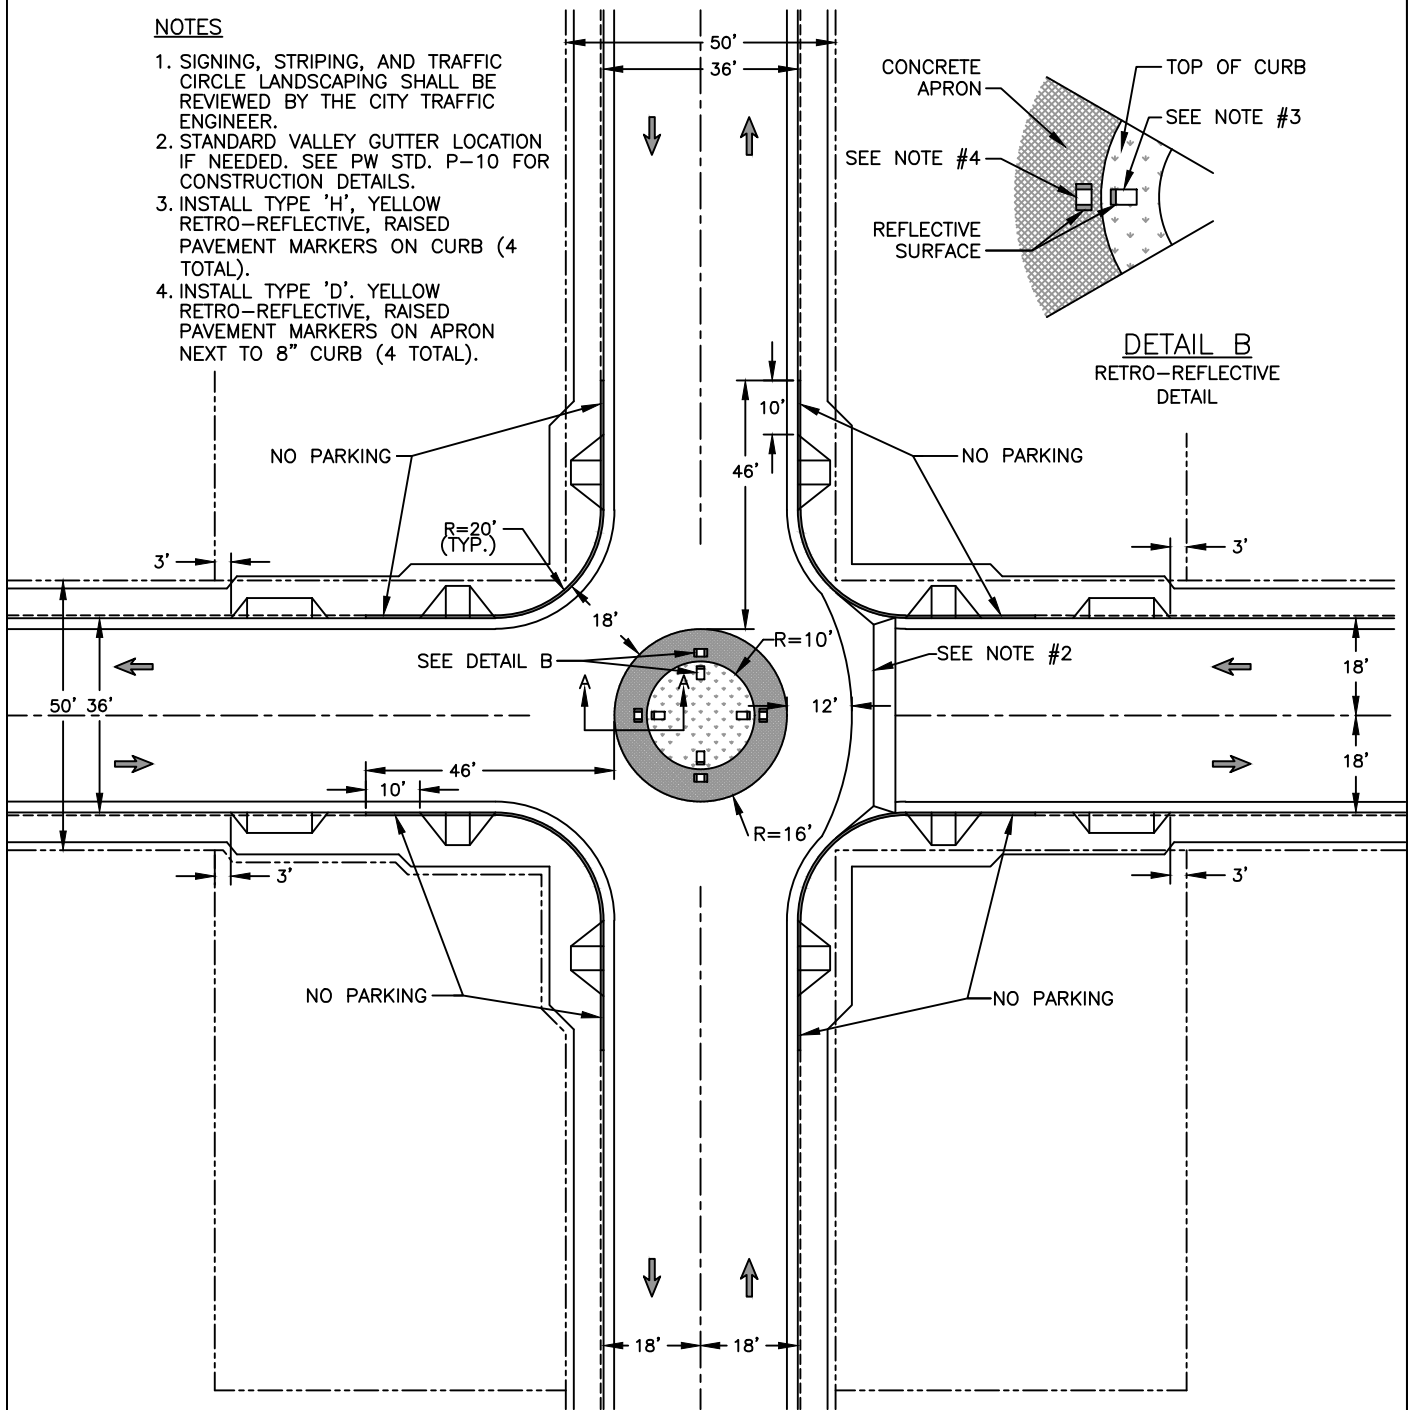 NOTES
1. SIGNING, STRIPING, AND TRAFFIC
CIRCLE LANDSCAPING SHALL BE
REVIEWED BY THE CITY TRAFFIC
ENGINEER.
2. STANDARD VALLEY GUTTER LOCATION
IF NEEDED. SEE PW STD. P-10 FOR
CONSTRUCTION DETAILS.
3. INSTALL TYPE 'H', YELLOW
RETRO-REFLECTIVE, RAISED
PAVEMENT MARKERS ON CURB (4
TOTAL).
4. INSTALL TYPE 'D'. YELLOW
RETRO-REFLECTIVE, RAISED
PAVEMENT MARKERS ON APRON
NEXT TO 8" CURB (4 TOTAL).
50'
36'
CONCRETE
APRON
TOP OF CURB
SEE NOTE #3
SEE NOTE #4
REFLECTIVE
SURFACE
DETAIL B
RETRO-REFLECTIVE
DETAIL
10'
46'
NO PARKING
NO PARKING
R=20'
(TYP.)
3'
3'
18'
R=10'
SEE DETAIL B
SEE NOTE #2
A
A
18'
50'
36'
12'
18'
46'
10'
R=16'
3'
3'
NO PARKING
NO PARKING
18'
18'